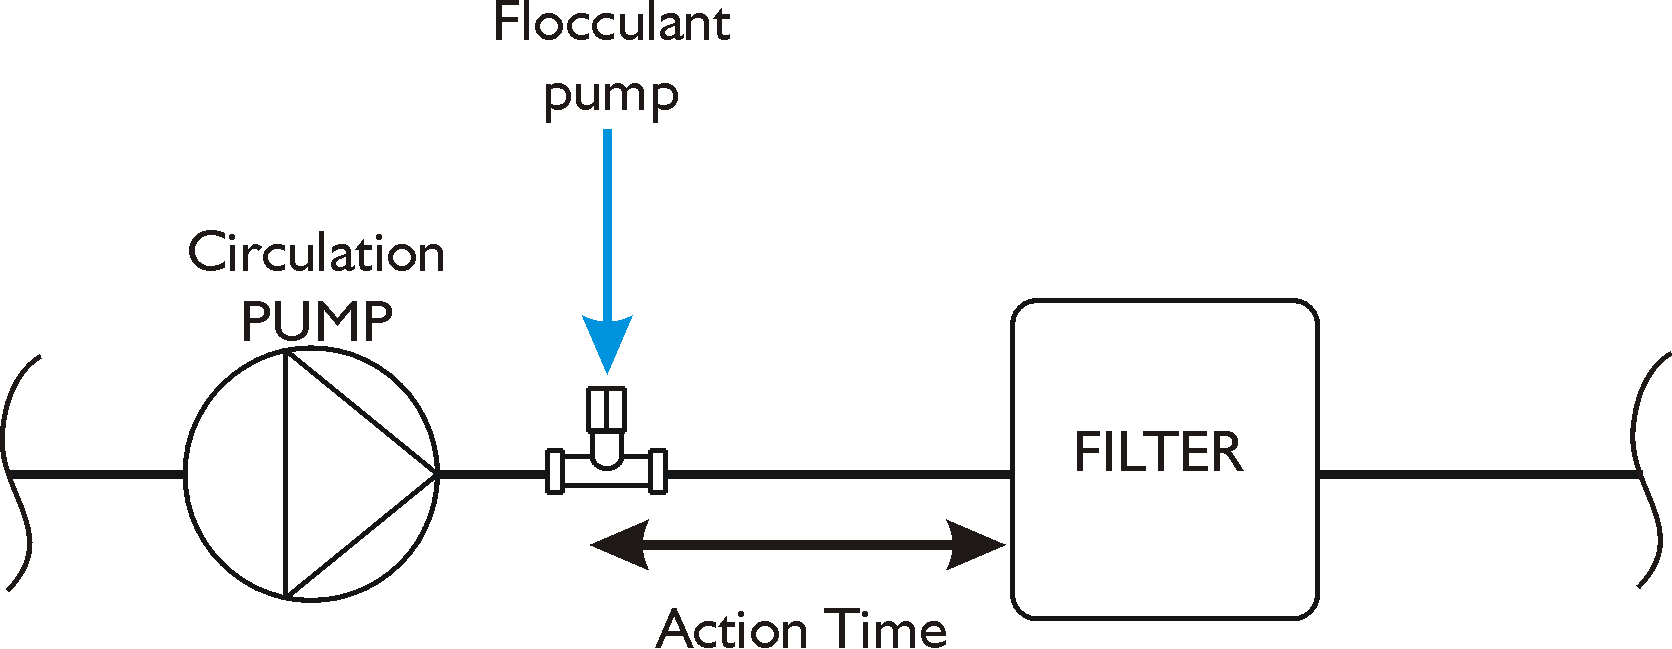 Flocculant
pump
Circulation
PUMP
FILTER
Action Time